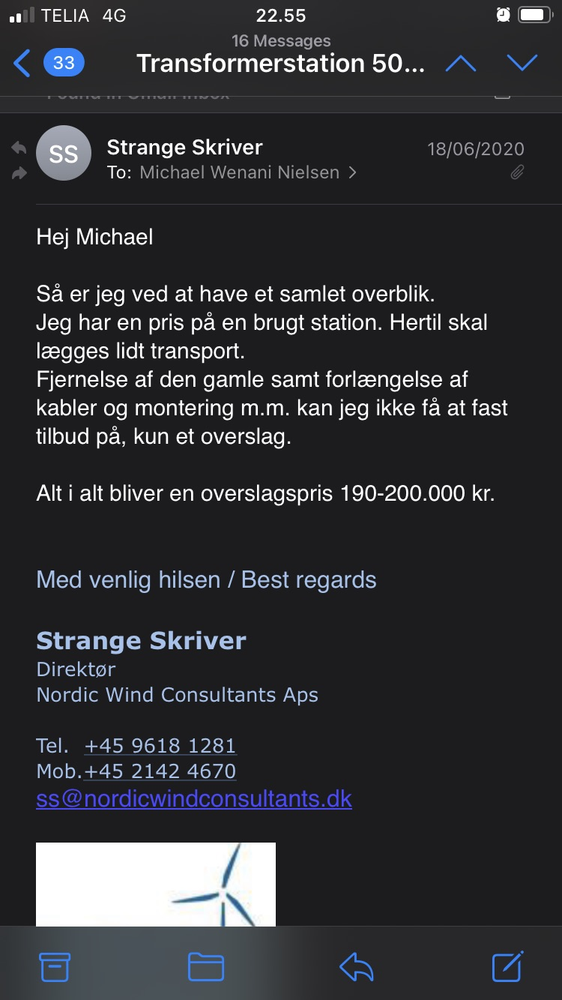 TELIA 4G 22.55
16 Messages
33 Transformerstation 50...
Found in Gmail Inbox
SS Strange Skriver 18/06/2020
To: Michael Wenani Nielsen
Hej Michael
Så er jeg ved at have et samlet overblik.
Jeg har en pris på en brugt station. Hertil skal
lægges lidt transport.
Fjernelse af den gamle samt forlængelse af
kabler og montering m.m. kan jeg ikke få at fast
tilbud på, kun et overslag.
Alt i alt bliver en overslagspris 190-200.000 kr.
Med venlig hilsen / Best regards
Strange Skriver
Direktør
Nordic Wind Consultants Aps
Tel. +45 9618 1281
Mob.+45 2142 4670
ss@nordicwindconsultants.dk